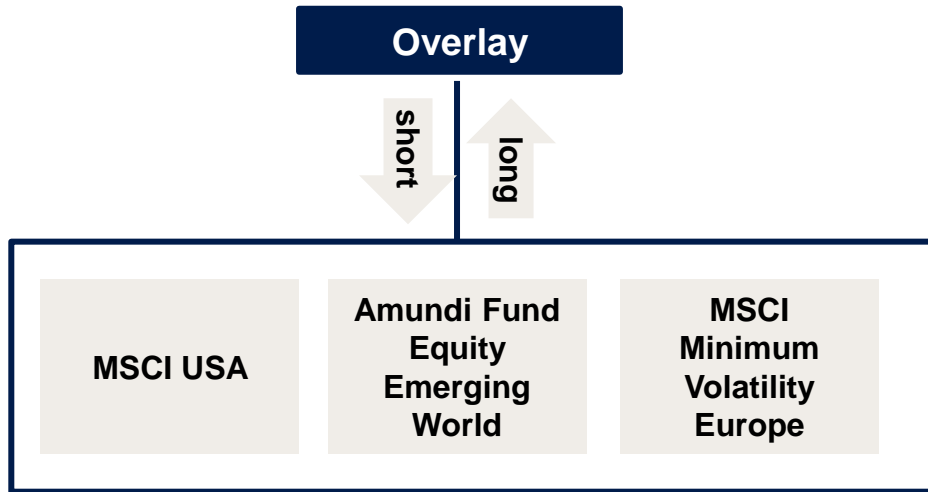 Overlay
short
long
MSCI USA
Amundi Fund
Equity
Emerging
World
MSCI
Minimum
Volatility
Europe